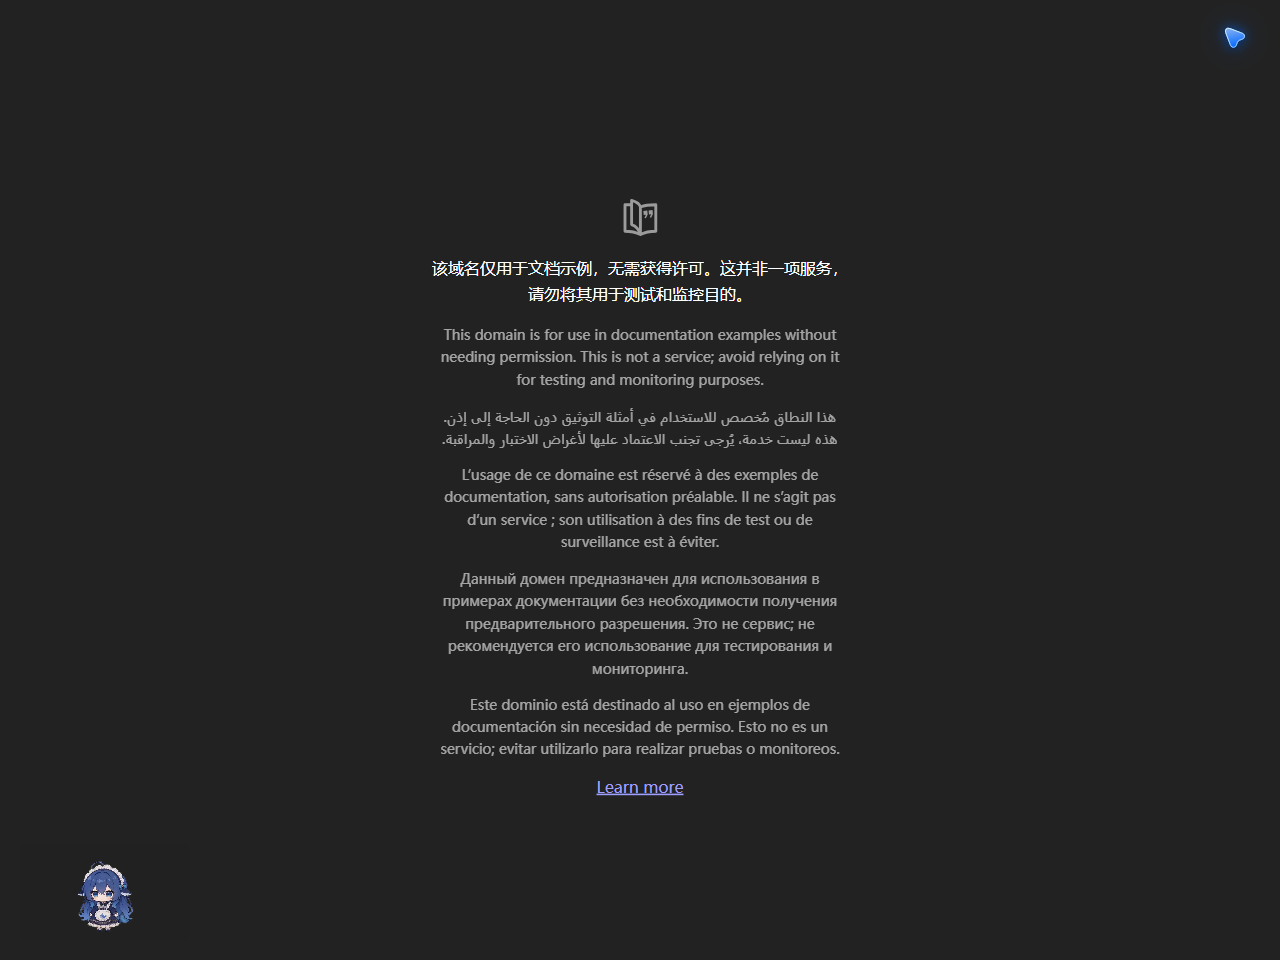 该域名仅用于文档示例，无需获得许可。这并非一项服务，
请勿将其用于测试和监控目的。
This domain is for use in documentation examples without
needing permission. This is not a service; avoid relying on it
for testing and monitoring purposes.
هذا النطاق مُخصص للاستخدام في أمثلة التوثيق دون الحاجة إلى إذن.
هذه ليست خدمة، يُرجى تجنب الاعتماد عليها لأغراض الاختبار والمراقبة.
L’usage de ce domaine est réservé à des exemples de
documentation, sans autorisation préalable. Il ne s’agit pas
d’un service ; son utilisation à des fins de test ou de
surveillance est à éviter.
Данный домен предназначен для использования в
примерах документации без необходимости получения
предварительного разрешения. Это не сервис; не
рекомендуется его использование для тестирования и
мониторинга.
Este dominio está destinado al uso en ejemplos de
documentación sin necesidad de permiso. Esto no es un
servicio; evitar utilizarlo para realizar pruebas o monitoreos.
Learn more